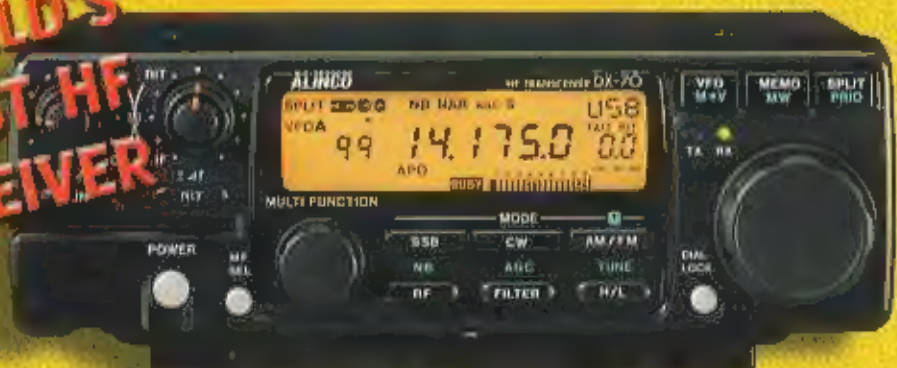 LD'S
T HF
EIVER
RIT
ALINCO
HF TRANSCEIVER DX-70
SPLIT
NB NAR
USB
VFOA
99
14.175.0
0.0
APO
BUSY
MULTI FUNCTION
POWER
MF SEL
MODE
SSB
CW
AM/FM
NB
AGC
TUNE
RF
FILTER
H/L
VFO
M▸V
MEMO
MW
SPLIT
PRIO
TX RX
DIAL
LOCK